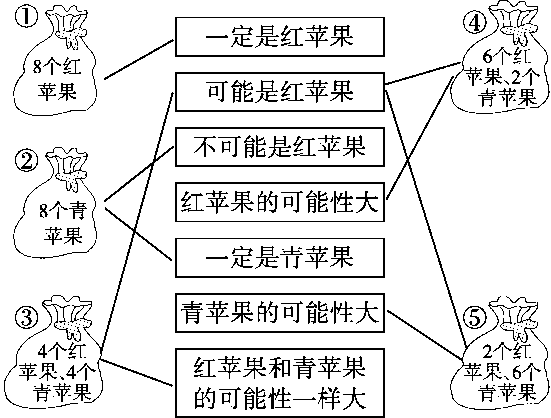 ①
8个红
苹果
②
8个青
苹果
③
4个红
苹果、4个
青苹果
一定是红苹果
可能是红苹果
不可能是红苹果
红苹果的可能性大
一定是青苹果
青苹果的可能性大
红苹果和青苹果
的可能性一样大
④
6个红
苹果、2个
青苹果
⑤
2个红
苹果、6个
青苹果